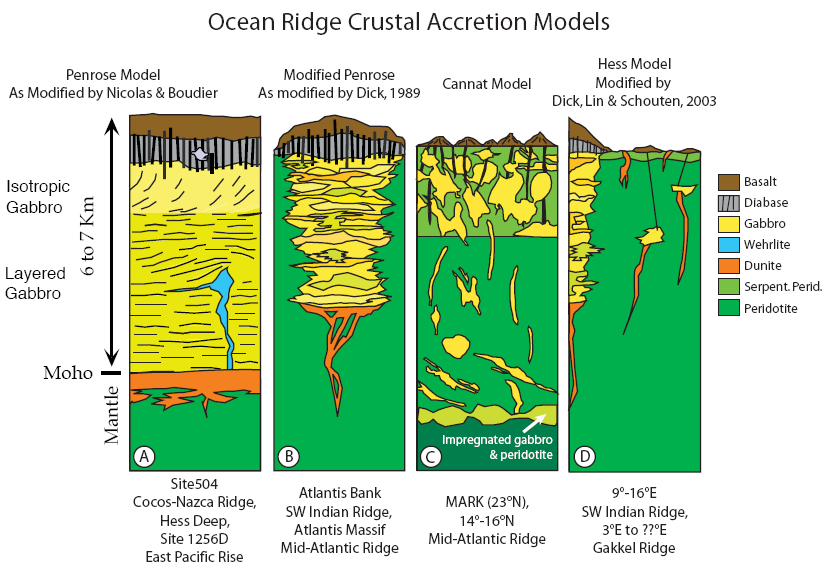 Ocean Ridge Crustal Accretion Models
Penrose Model
As Modified by Nicolas & Boudier
Modified Penrose
As modified by Dick, 1989
Cannat Model
Hess Model
Modified by
Dick, Lin & Schouten, 2003
Isotropic
Gabbro
Layered
Gabbro
6 to 7 Km
Moho
Mantle
Basalt
Diabase
Gabbro
Wehrlite
Dunite
Serpent. Perid.
Peridotite
Impregnated gabbro
& peridotite
A
B
C
D
Site504
Cocos-Nazca Ridge,
Hess Deep,
Site 1256D
East Pacific Rise
Atlantis Bank
SW Indian Ridge,
Atlantis Massif
Mid-Atlantic Ridge
MARK (23°N),
14°-16°N
Mid-Atlantic Ridge
9°-16°E
SW Indian Ridge,
3°E to ??°E
Gakkel Ridge